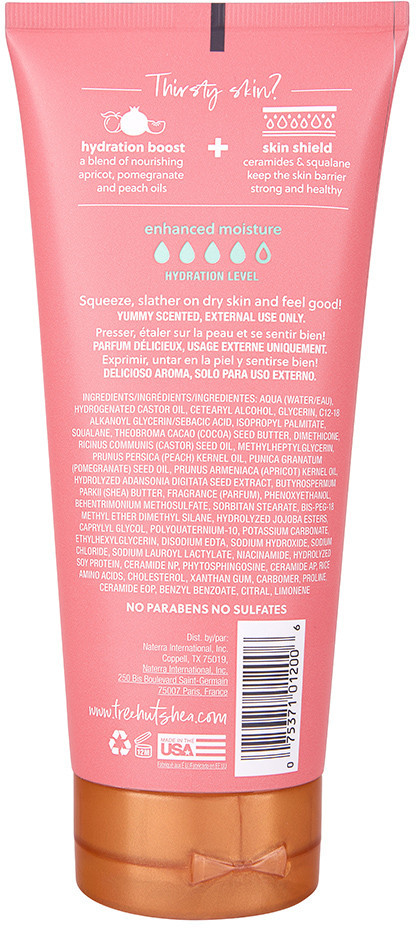 Thirsty skin?
hydration boost
a blend of nourishing
apricot, pomegranate
and peach oils
+
skin shield
ceramides & squalane
keep the skin barrier
strong and healthy
enhanced moisture
HYDRATION LEVEL
Squeeze, slather on dry skin and feel good!
YUMMY SCENTED, EXTERNAL USE ONLY.
Presser, étaler sur la peau et se sentir bien!
PARFUM DÉLICIEUX, USAGE EXTERNE UNIQUEMENT.
Exprimir, untar en la piel y sentirse bien!
DELICIOSO AROMA, SOLO PARA USO EXTERNO.
INGREDIENTS/INGRÉDIENTS/INGREDIENTES: AQUA (WATER/EAU),
HYDROGENATED CASTOR OIL, CETEARYL ALCOHOL, GLYCERIN, C12-18
ALKANOYL GLYCERIN/SEBACIC ACID, ISOPROPYL PALMITATE,
SQUALANE, THEOBROMA CACAO (COCOA) SEED BUTTER, DIMETHICONE,
RICINUS COMMUNIS (CASTOR) SEED OIL, METHYLHEPTYLGLYCERIN,
PRUNUS PERSICA (PEACH) KERNEL OIL, PUNICA GRANATUM
(POMEGRANATE) SEED OIL, PRUNUS ARMENIACA (APRICOT) KERNEL OIL,
HYDROLYZED ADANSONIA DIGITATA SEED EXTRACT, BUTYROSPERMUM
PARKII (SHEA) BUTTER, FRAGRANCE (PARFUM), PHENOXYETHANOL,
BEHENTRIMONIUM METHOSULFATE, SORBITAN STEARATE, BIS-PEG-18
METHYL ETHER DIMETHYL SILANE, HYDROLYZED JOJOBA ESTERS,
CAPRYLYL GLYCOL, POLYQUATERNIUM-10, POTASSIUM CARBONATE,
ETHYLHEXYLGLYCERIN, DISODIUM EDTA, SODIUM HYDROXIDE, SODIUM
CHLORIDE, SODIUM LAUROYL LACTYLATE, NIACINAMIDE, HYDROLYZED
SOY PROTEIN, CERAMIDE NP, PHYTOSPHINGOSINE, CERAMIDE AP, RICE
AMINO ACIDS, CHOLESTEROL, XANTHAN GUM, CARBOMER, PROLINE,
CERAMIDE EOP, BENZYL BENZOATE, CITRAL, LIMONENE
NO PARABENS NO SULFATES
Dist. by/par:
Naterra International, Inc.
Coppell, TX 75019,
Naterra International, Inc.
250 Bis Boulevard Saint-Germain
75007 Paris, France
www.treehutshea.com
12M
MADE IN THE
USA
0 75371 01200 6